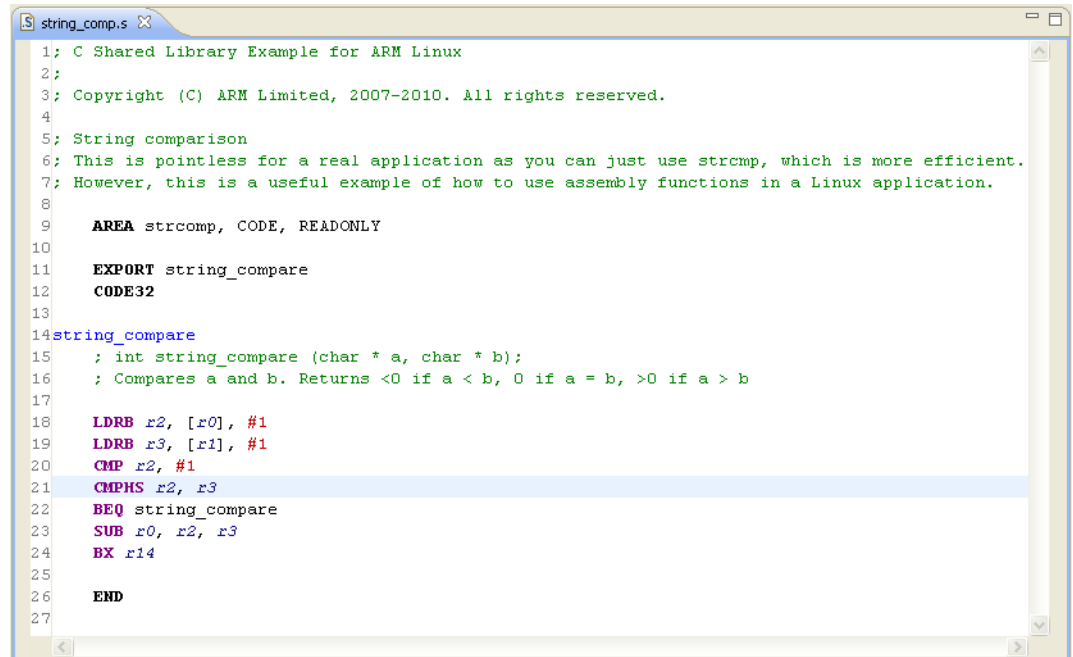 string_comp.s
1; C Shared Library Example for ARM Linux
2;
3; Copyright (C) ARM Limited, 2007-2010. All rights reserved.
4
5; String comparison
6; This is pointless for a real application as you can just use strcmp, which is more efficient.
7; However, this is a useful example of how to use assembly functions in a Linux application.
8
9 AREA strcomp, CODE, READONLY
10
11 EXPORT string_compare
12 CODE32
13
14 string_compare
15 ; int string_compare (char * a, char * b);
16 ; Compares a and b. Returns <0 if a < b, 0 if a = b, >0 if a > b
17
18 LDRB r2, [r0], #1
19 LDRB r3, [r1], #1
20 CMP r2, #1
21 CMPHS r2, r3
22 BEQ string_compare
23 SUB r0, r2, r3
24 BX r14
25
26 END
27